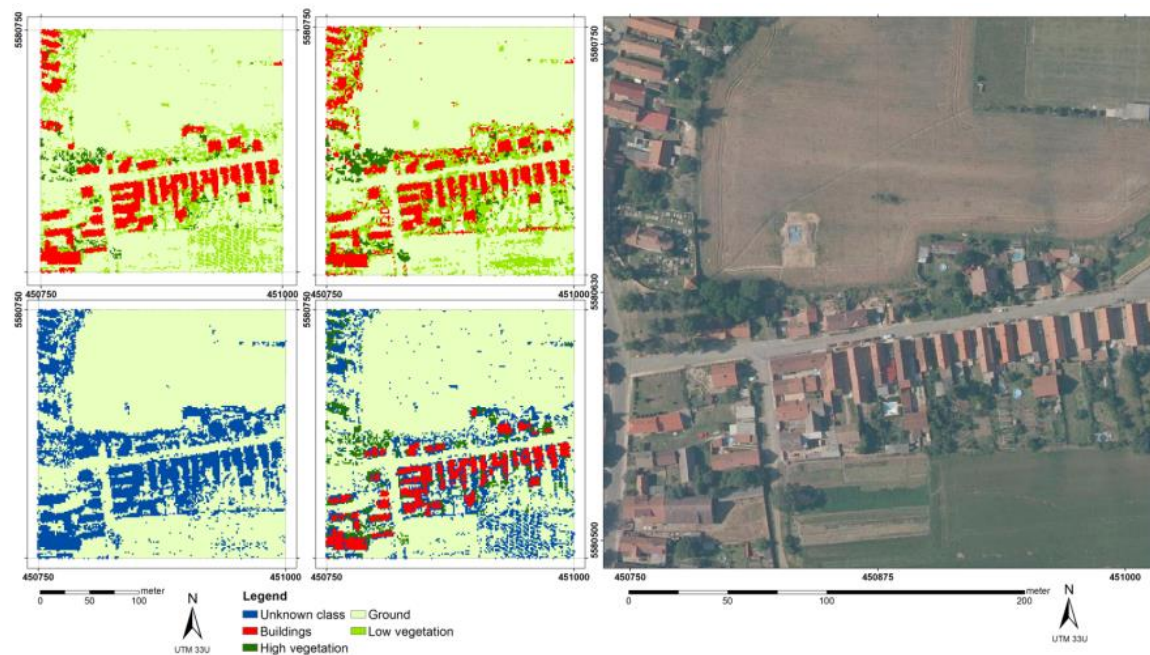 5580750
5580750
450750
451000
450750
451000
5580630
5580750
5580750
5580500
450750
451000
450750
451000
450750
450875
451000
meter
0 50 100
N
UTM 33U
Legend
Unknown class
Ground
Buildings
Low vegetation
High vegetation
meter
0 50 100 200
N
UTM 33U